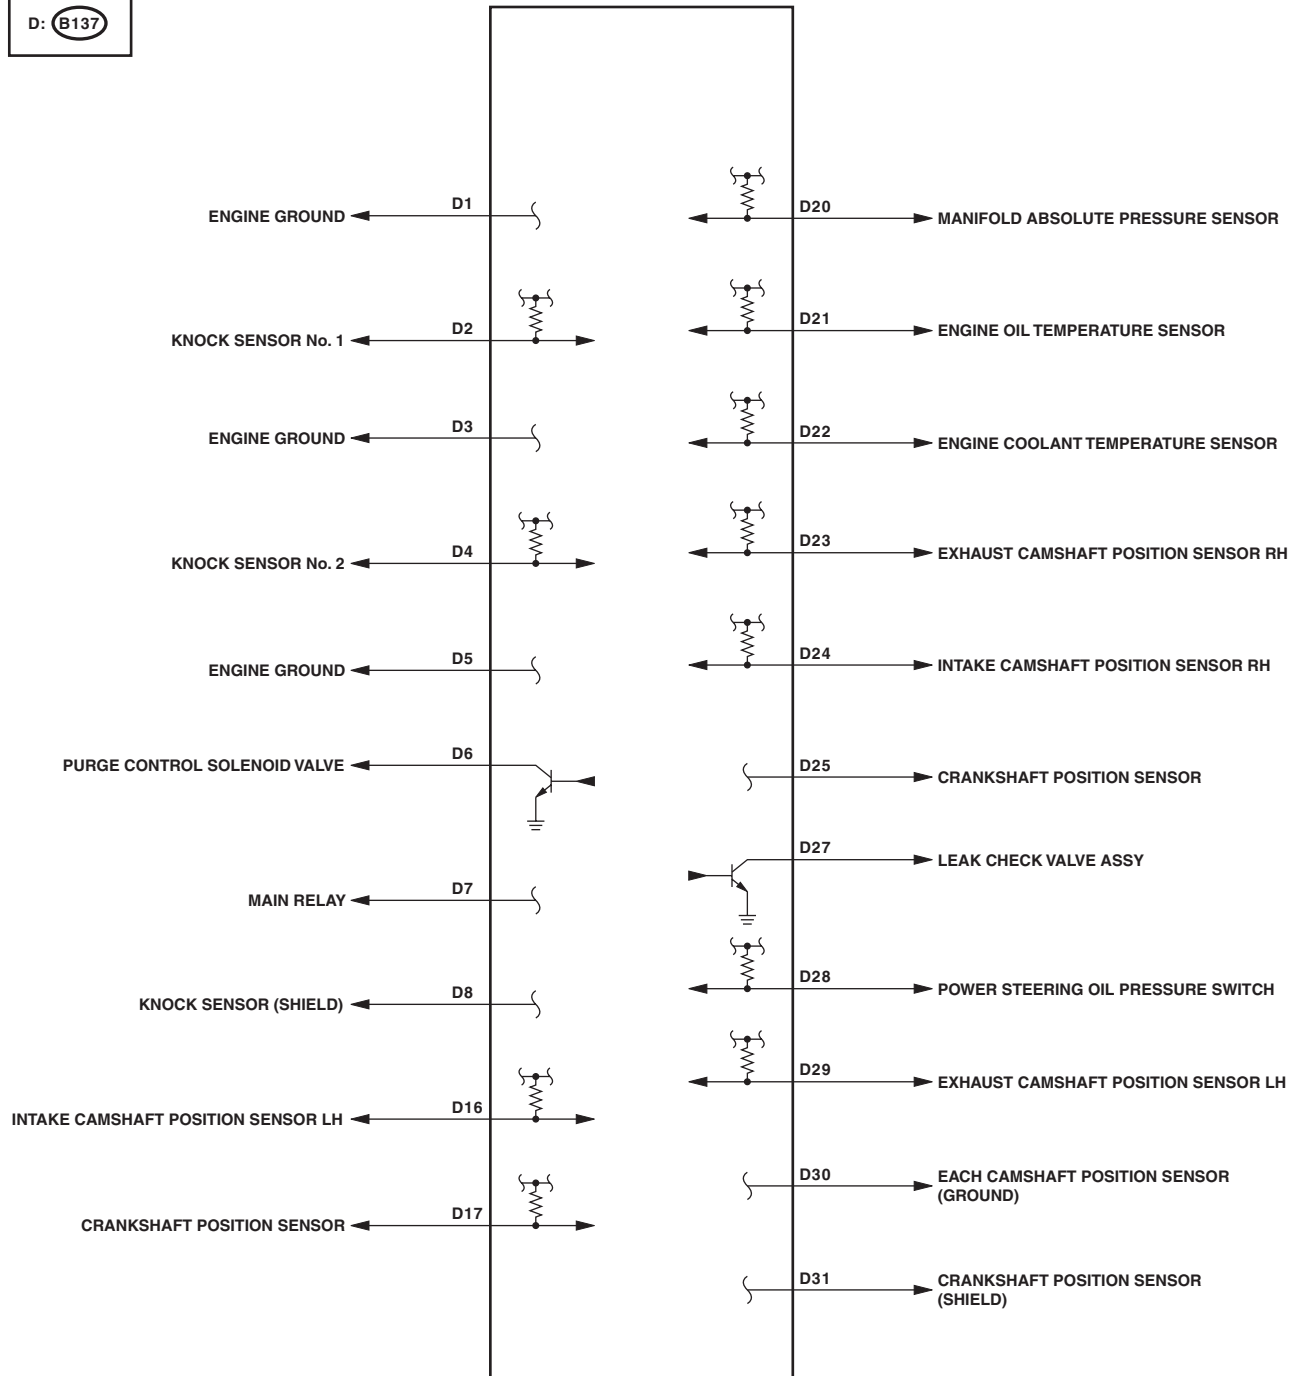 D: B137
D1
ENGINE GROUND
D2
KNOCK SENSOR No. 1
D3
ENGINE GROUND
D4
KNOCK SENSOR No. 2
D5
ENGINE GROUND
D6
PURGE CONTROL SOLENOID VALVE
D7
MAIN RELAY
D8
KNOCK SENSOR (SHIELD)
D16
INTAKE CAMSHAFT POSITION SENSOR LH
D17
CRANKSHAFT POSITION SENSOR
D20
MANIFOLD ABSOLUTE PRESSURE SENSOR
D21
ENGINE OIL TEMPERATURE SENSOR
D22
ENGINE COOLANT TEMPERATURE SENSOR
D23
EXHAUST CAMSHAFT POSITION SENSOR RH
D24
INTAKE CAMSHAFT POSITION SENSOR RH
D25
CRANKSHAFT POSITION SENSOR
D27
LEAK CHECK VALVE ASSY
D28
POWER STEERING OIL PRESSURE SWITCH
D29
EXHAUST CAMSHAFT POSITION SENSOR LH
D30
EACH CAMSHAFT POSITION SENSOR
(GROUND)
D31
CRANKSHAFT POSITION SENSOR
(SHIELD)